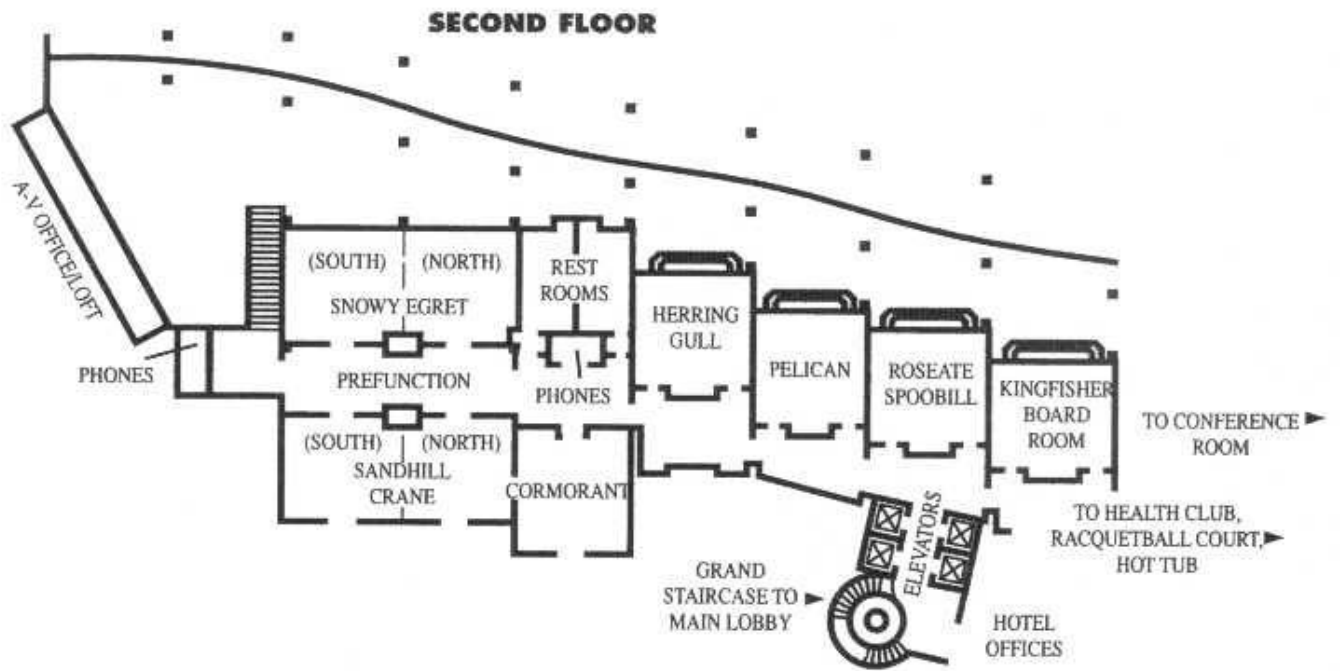 SECOND FLOOR
A-V OFFICE/LOFT
(SOUTH) (NORTH)
SNOWY EGRET
REST
ROOMS
HERRING
GULL
PELICAN
ROSEATE
SPOOBILL
KINGFISHER
BOARD
ROOM
TO CONFERENCE
ROOM
PHONES
PREFUNCTION
PHONES
(SOUTH) (NORTH)
SANDHILL
CRANE
CORMORANT
ELEVATORS
TO HEALTH CLUB,
RACQUETBALL COURT,
HOT TUB
GRAND
STAIRCASE TO
MAIN LOBBY
HOTEL
OFFICES